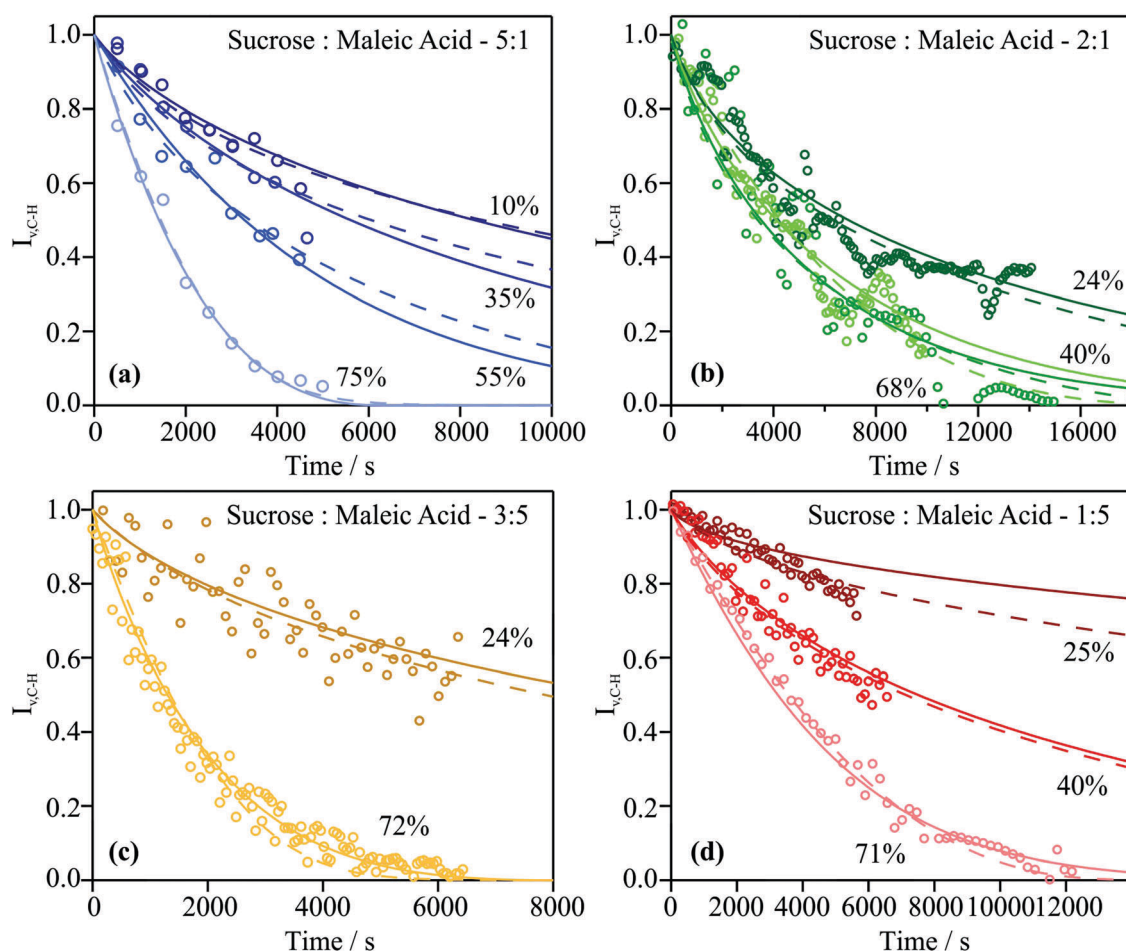 Sucrose : Maleic Acid - 5:1
1.0
0.8
0.6
0.4
0.2
0.0
I_v,C-H
10%
35%
55%
75%
(a)
0 2000 4000 6000 8000 10000
Time / s
Sucrose : Maleic Acid - 2:1
1.0
0.8
0.6
0.4
0.2
0.0
I_v,C-H
24%
40%
68%
(b)
0 4000 8000 12000 16000
Time / s
Sucrose : Maleic Acid - 3:5
1.0
0.8
0.6
0.4
0.2
0.0
I_v,C-H
24%
72%
(c)
0 2000 4000 6000 8000
Time / s
Sucrose : Maleic Acid - 1:5
1.0
0.8
0.6
0.4
0.2
0.0
I_v,C-H
25%
40%
71%
(d)
0 2000 4000 6000 8000 10000 12000
Time / s